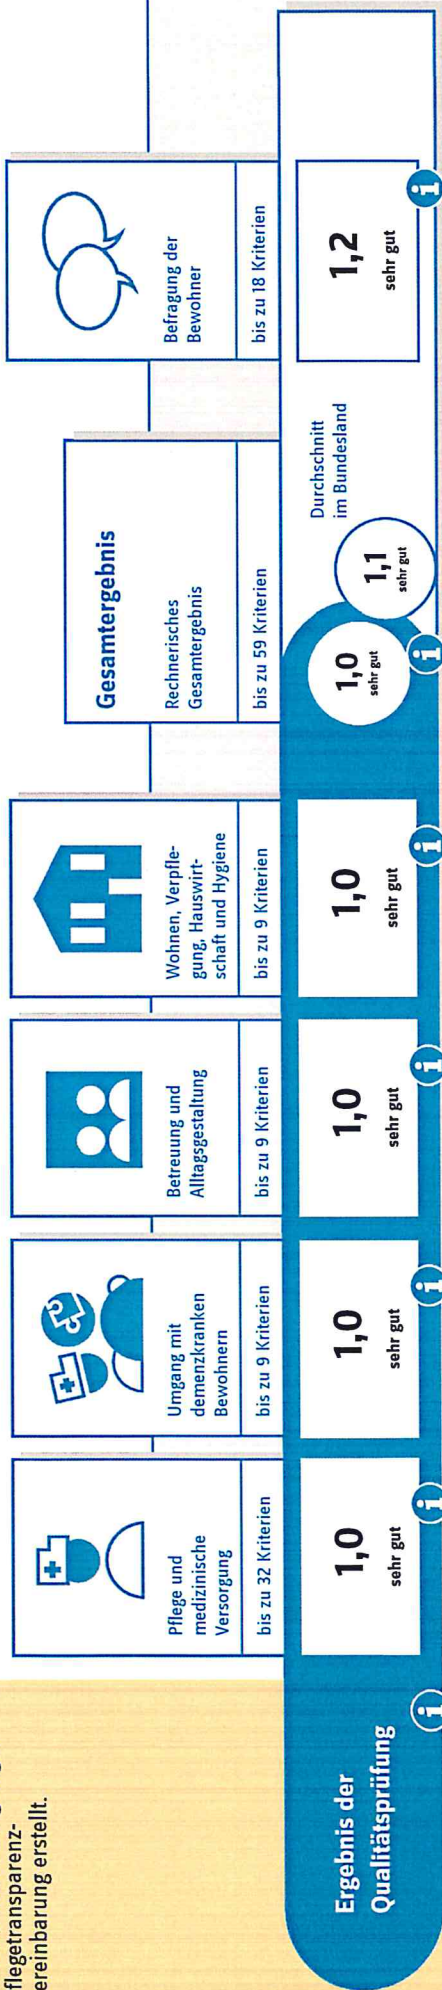 flegetransparenz-
ereinbarung erstellt.
Ergebnis der
Qualitätsprüfung
Pflege und
medizinische
Versorgung
bis zu 32 Kriterien
1,0
sehr gut
Umgang mit
demenzkranken
Bewohnern
bis zu 9 Kriterien
1,0
sehr gut
Betreuung und
Alltagsgestaltung
bis zu 9 Kriterien
1,0
sehr gut
Wohnen, Verpfle-
gung, Hauswirt-
schaft und Hygiene
bis zu 9 Kriterien
1,0
sehr gut
Gesamtergebnis
Rechnerisches
Gesamtergebnis
bis zu 59 Kriterien
1,0
sehr gut
1,1
sehr gut
Durchschnitt
im Bundesland
Befragung der
Bewohner
bis zu 18 Kriterien
1,2
sehr gut